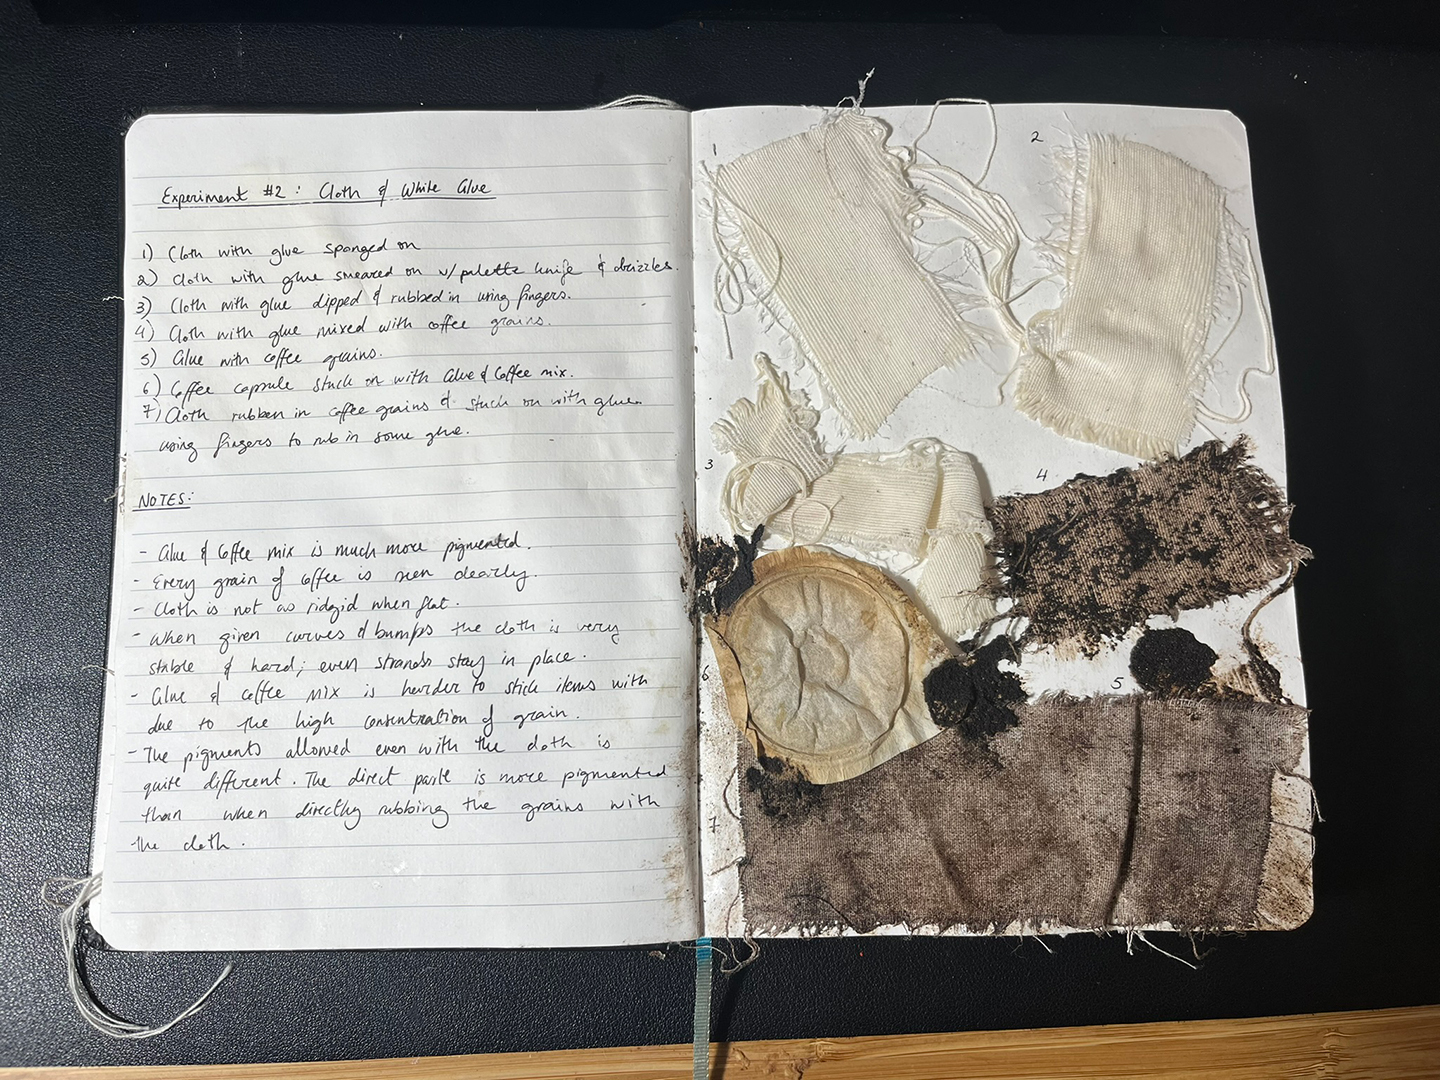 Experiment #2 : Cloth & White Glue
1) Cloth with glue sponged on
2) Cloth with glue smeared on w/ palette knife & drizzles.
3) Cloth with glue dipped & rubbed in using fingers.
4) Cloth with glue mixed with coffee grains.
5) Glue with coffee grains.
6) Coffee capsule stuck on with Glue & Coffee mix.
7) Cloth rubben in coffee grains & stuck on with glue
using fingers to rub in some glue.
NOTES:
- Glue & Coffee mix is much more pigmented.
- Every grain of coffee is seen clearly.
- Cloth is not as ridgid when flat.
- When given curves & bumps the cloth is very
stable & hard; even strands stay in place.
- Glue & coffee mix is harder to stick items with
due to the high concentration of grain.
- The pigments allowed even with the cloth is
quite different. The direct paste is more pigmented
than when directly rubbing the grains with
the cloth.
1
2
3
4
5
6
7